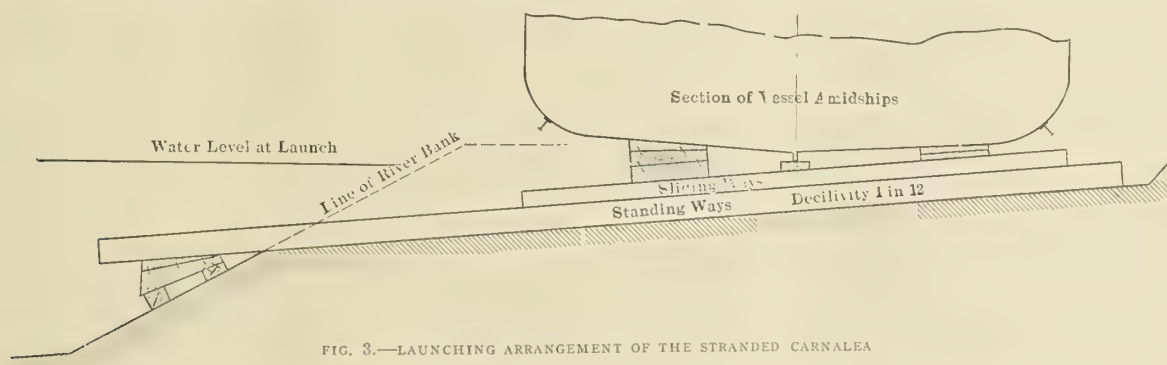 Section of Vessel Amidships
Water Level at Launch
Line of River Bank
Sliding Ways
Standing Ways Decilivity 1 in 12
FIG. 3.—LAUNCHING ARRANGEMENT OF THE STRANDED CARNALEA